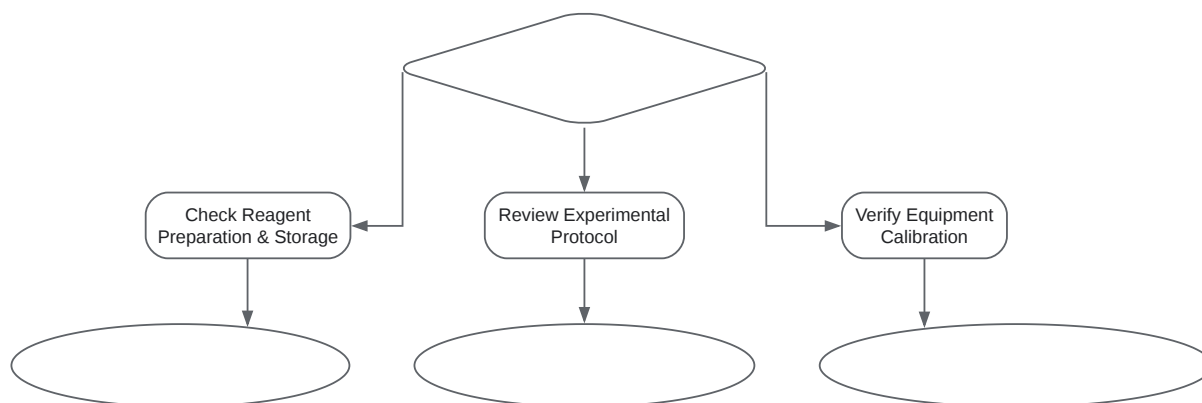 Check Reagent
Preparation & Storage
Review Experimental
Protocol
Verify Equipment
Calibration